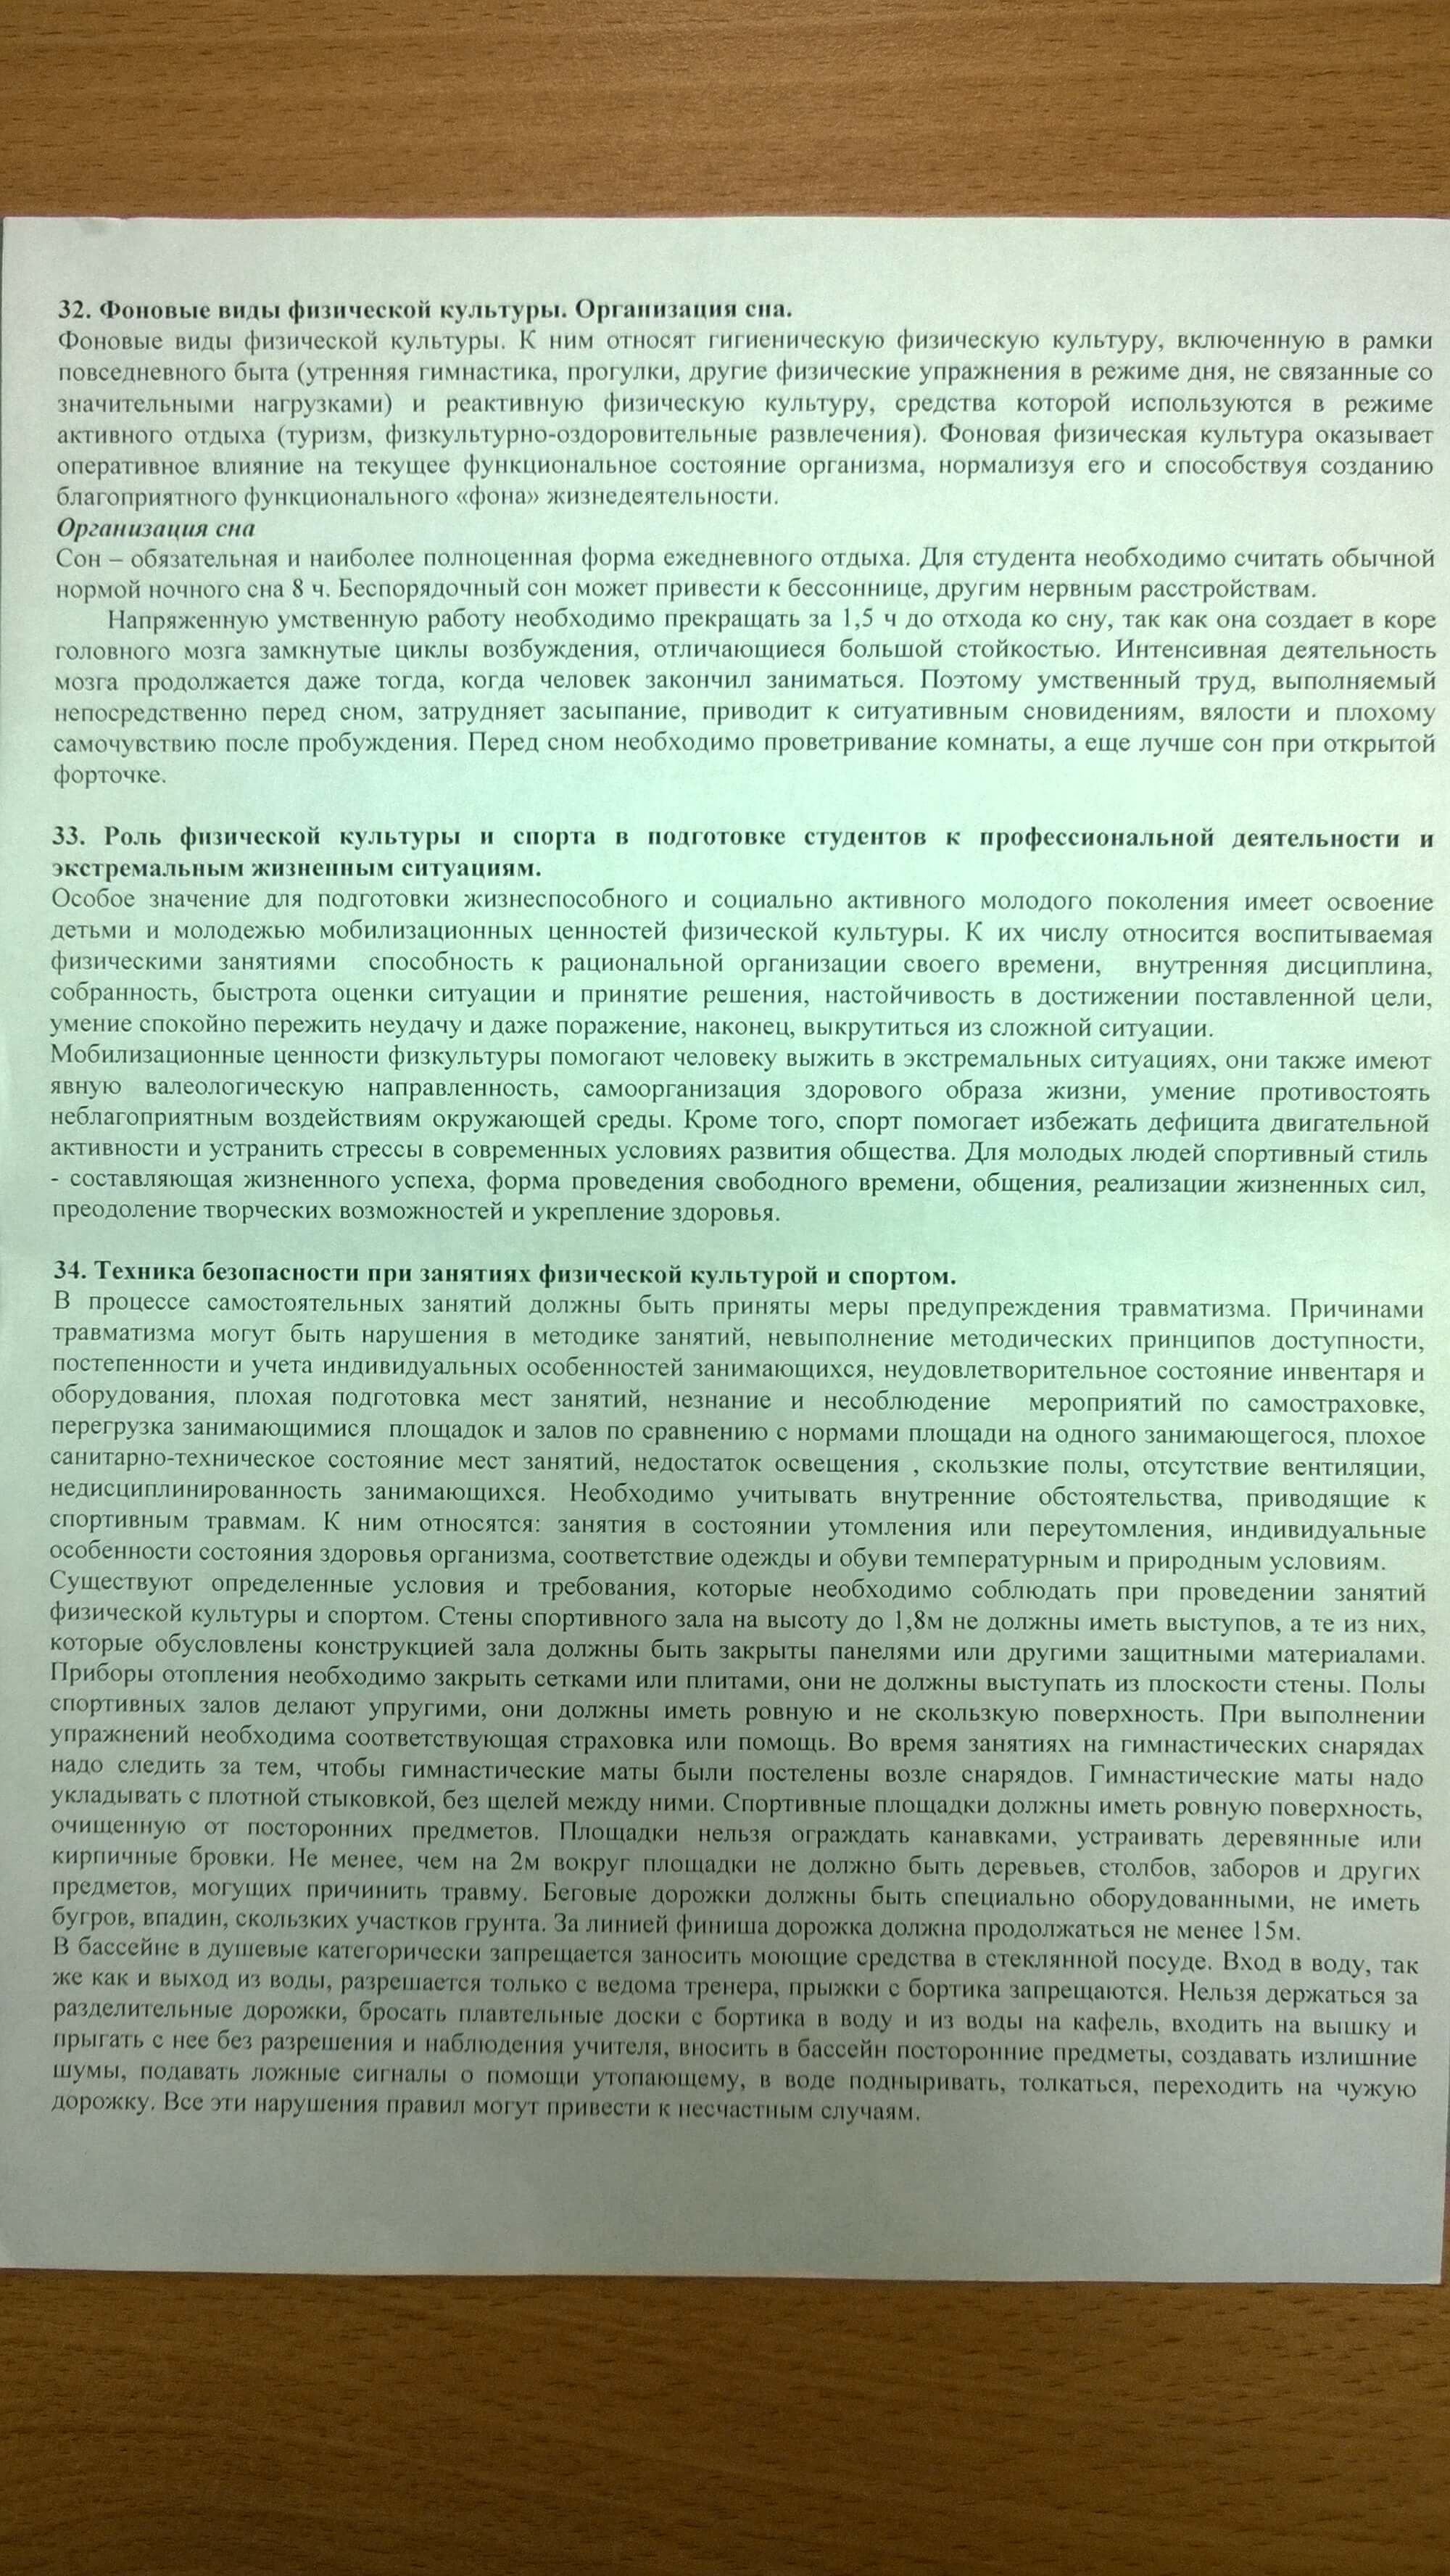 32. Фоновые виды физической культуры. Организация сна.
Фоновые виды физической культуры. К ним относят гигиеническую физическую культуру, включенную в рамки
повседневного быта (утренняя гимнастика, прогулки, другие физические упражнения в режиме дня, не связанные со
значительными нагрузками) и реактивную физическую культуру, средства которой используются в режиме
активного отдыха (туризм, физкультурно-оздоровительные развлечения). Фоновая физическая культура оказывает
оперативное влияние на текущее функциональное состояние организма, нормализуя его и способствуя созданию
благоприятного функционального «фона» жизнедеятельности.
Организация сна
Сон – обязательная и наиболее полноценная форма ежедневного отдыха. Для студента необходимо считать обычной
нормой ночного сна 8 ч. Беспорядочный сон может привести к бессоннице, другим нервным расстройствам.
Напряженную умственную работу необходимо прекращать за 1,5 ч до отхода ко сну, так как она создает в коре
головного мозга замкнутые циклы возбуждения, отличающиеся большой стойкостью. Интенсивная деятельность
мозга продолжается даже тогда, когда человек закончил заниматься. Поэтому умственный труд, выполняемый
непосредственно перед сном, затрудняет засыпание, приводит к ситуативным сновидениям, вялости и плохому
самочувствию после пробуждения. Перед сном необходимо проветривание комнаты, а еще лучше сон при открытой
форточке.
33. Роль физической культуры и спорта в подготовке студентов к профессиональной деятельности и
экстремальным жизненным ситуациям.
Особое значение для подготовки жизнеспособного и социально активного молодого поколения имеет освоение
детьми и молодежью мобилизационных ценностей физической культуры. К их числу относится воспитываемая
физическими занятиями способность к рациональной организации своего времени, внутренняя дисциплина,
собранность, быстрота оценки ситуации и принятие решения, настойчивость в достижении поставленной цели,
умение спокойно пережить неудачу и даже поражение, наконец, выкрутиться из сложной ситуации.
Мобилизационные ценности физкультуры помогают человеку выжить в экстремальных ситуациях, они также имеют
явную валеологическую направленность, самоорганизация здорового образа жизни, умение противостоять
неблагоприятным воздействиям окружающей среды. Кроме того, спорт помогает избежать дефицита двигательной
активности и устранить стрессы в современных условиях развития общества. Для молодых людей спортивный стиль
- составляющая жизненного успеха, форма проведения свободного времени, общения, реализации жизненных сил,
преодоление творческих возможностей и укрепление здоровья.
34. Техника безопасности при занятиях физической культурой и спортом.
В процессе самостоятельных занятий должны быть приняты меры предупреждения травматизма. Причинами
травматизма могут быть нарушения в методике занятий, невыполнение методических принципов доступности,
постепенности и учета индивидуальных особенностей занимающихся, неудовлетворительное состояние инвентаря и
оборудования, плохая подготовка мест занятий, незнание и несоблюдение мероприятий по самостраховке,
перегрузка занимающимися площадок и залов по сравнению с нормами площади на одного занимающегося, плохое
санитарно-техническое состояние мест занятий, недостаток освещения , скользкие полы, отсутствие вентиляции,
недисциплинированность занимающихся. Необходимо учитывать внутренние обстоятельства, приводящие к
спортивным травмам. К ним относятся: занятия в состоянии утомления или переутомления, индивидуальные
особенности состояния здоровья организма, соответствие одежды и обуви температурным и природным условиям.
Существуют определенные условия и требования, которые необходимо соблюдать при проведении занятий
физической культуры и спортом. Стены спортивного зала на высоту до 1,8м не должны иметь выступов, а те из них,
которые обусловлены конструкцией зала должны быть закрыты панелями или другими защитными материалами.
Приборы отопления необходимо закрыть сетками или плитами, они не должны выступать из плоскости стены. Полы
спортивных залов делают упругими, они должны иметь ровную и не скользкую поверхность. При выполнении
упражнений необходима соответствующая страховка или помощь. Во время занятиях на гимнастических снарядах
надо следить за тем, чтобы гимнастические маты были постелены возле снарядов. Гимнастические маты надо
укладывать с плотной стыковкой, без щелей между ними. Спортивные площадки должны иметь ровную поверхность,
очищенную от посторонних предметов. Площадки нельзя ограждать канавками, устраивать деревянные или
кирпичные бровки. Не менее, чем на 2м вокруг площадки не должно быть деревьев, столбов, заборов и других
предметов, могущих причинить травму. Беговые дорожки должны быть специально оборудованными, не иметь
бугров, впадин, скользких участков грунта. За линией финиша дорожка должна продолжаться не менее 15м.
В бассейне в душевые категорически запрещается заносить моющие средства в стеклянной посуде. Вход в воду, так
же как и выход из воды, разрешается только с ведома тренера, прыжки с бортика запрещаются. Нельзя держаться за
разделительные дорожки, бросать плавтельные доски с бортика в воду и из воды на кафель, входить на вышку и
прыгать с нее без разрешения и наблюдения учителя, вносить в бассейн посторонние предметы, создавать излишние
шумы, подавать ложные сигналы о помощи утопающему, в воде подныривать, толкаться, переходить на чужую
дорожку. Все эти нарушения правил могут привести к несчастным случаям.